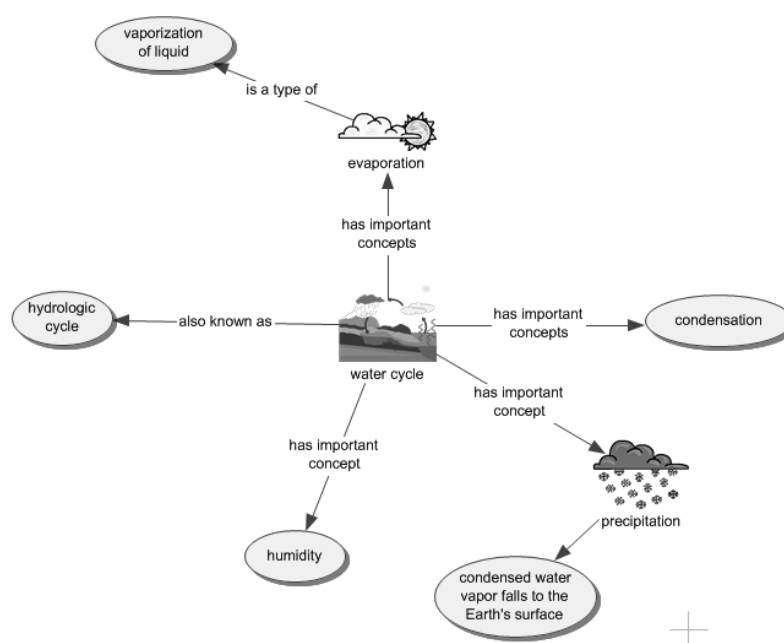 vaporization
of liquid
is a type of
evaporation
has important
concepts
hydrologic
cycle
also known as
has important
concepts
condensation
water cycle
has important
concept
has important
concept
precipitation
humidity
condensed water
vapor falls to the
Earth's surface